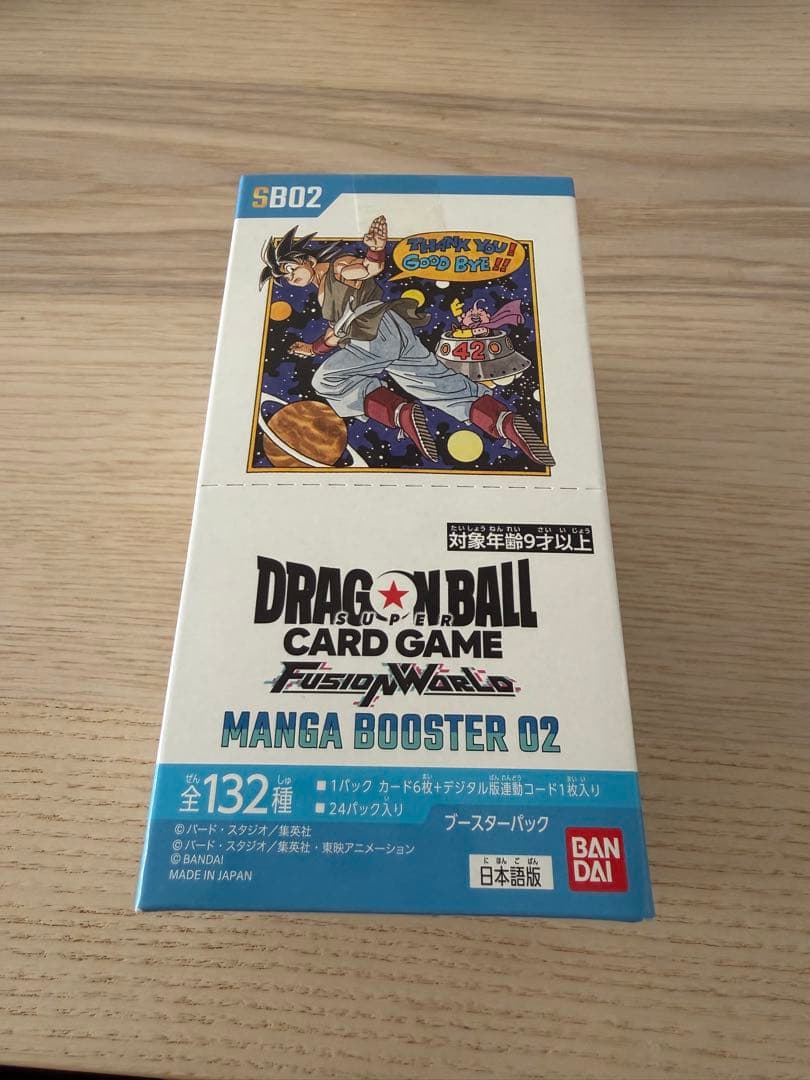 SB02
THANK YOU!
GOOD BYE!!
42
たいしょうねんれい さいいじょう
対象年齢9才以上
DRAGON BALL
SUPER
CARD GAME
FUSION WORLD
MANGA BOOSTER 02
ぜん しゅ
全132種
まい ばんれんどう まいい
■1パック カード6枚+デジタル版連動コード1枚入り
い
■24パック入り
ブースターパック
©バード・スタジオ/集英社
©バード・スタジオ/集英社・東映アニメーション
©BANDAI
MADE IN JAPAN
にほんごばん
日本語版
BAN
DAI